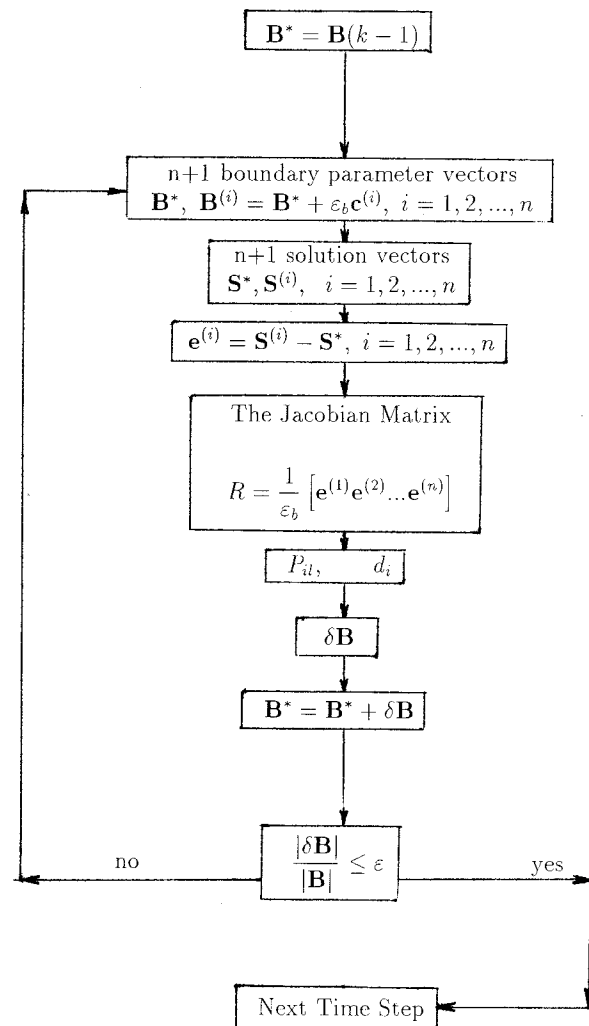 B* = B(k − 1)
n+1 boundary parameter vectors
B*, B⁽ⁱ⁾ = B* + ε_b c⁽ⁱ⁾, i = 1, 2, ..., n
n+1 solution vectors
S*, S⁽ⁱ⁾, i = 1, 2, ..., n
e⁽ⁱ⁾ = S⁽ⁱ⁾ − S*, i = 1, 2, ..., n
The Jacobian Matrix
R = 1/ε_b [e⁽¹⁾e⁽²⁾...e⁽ⁿ⁾]
P_il, d_i
δB
B* = B* + δB
|δB|/|B| ≤ ε
no
yes
Next Time Step